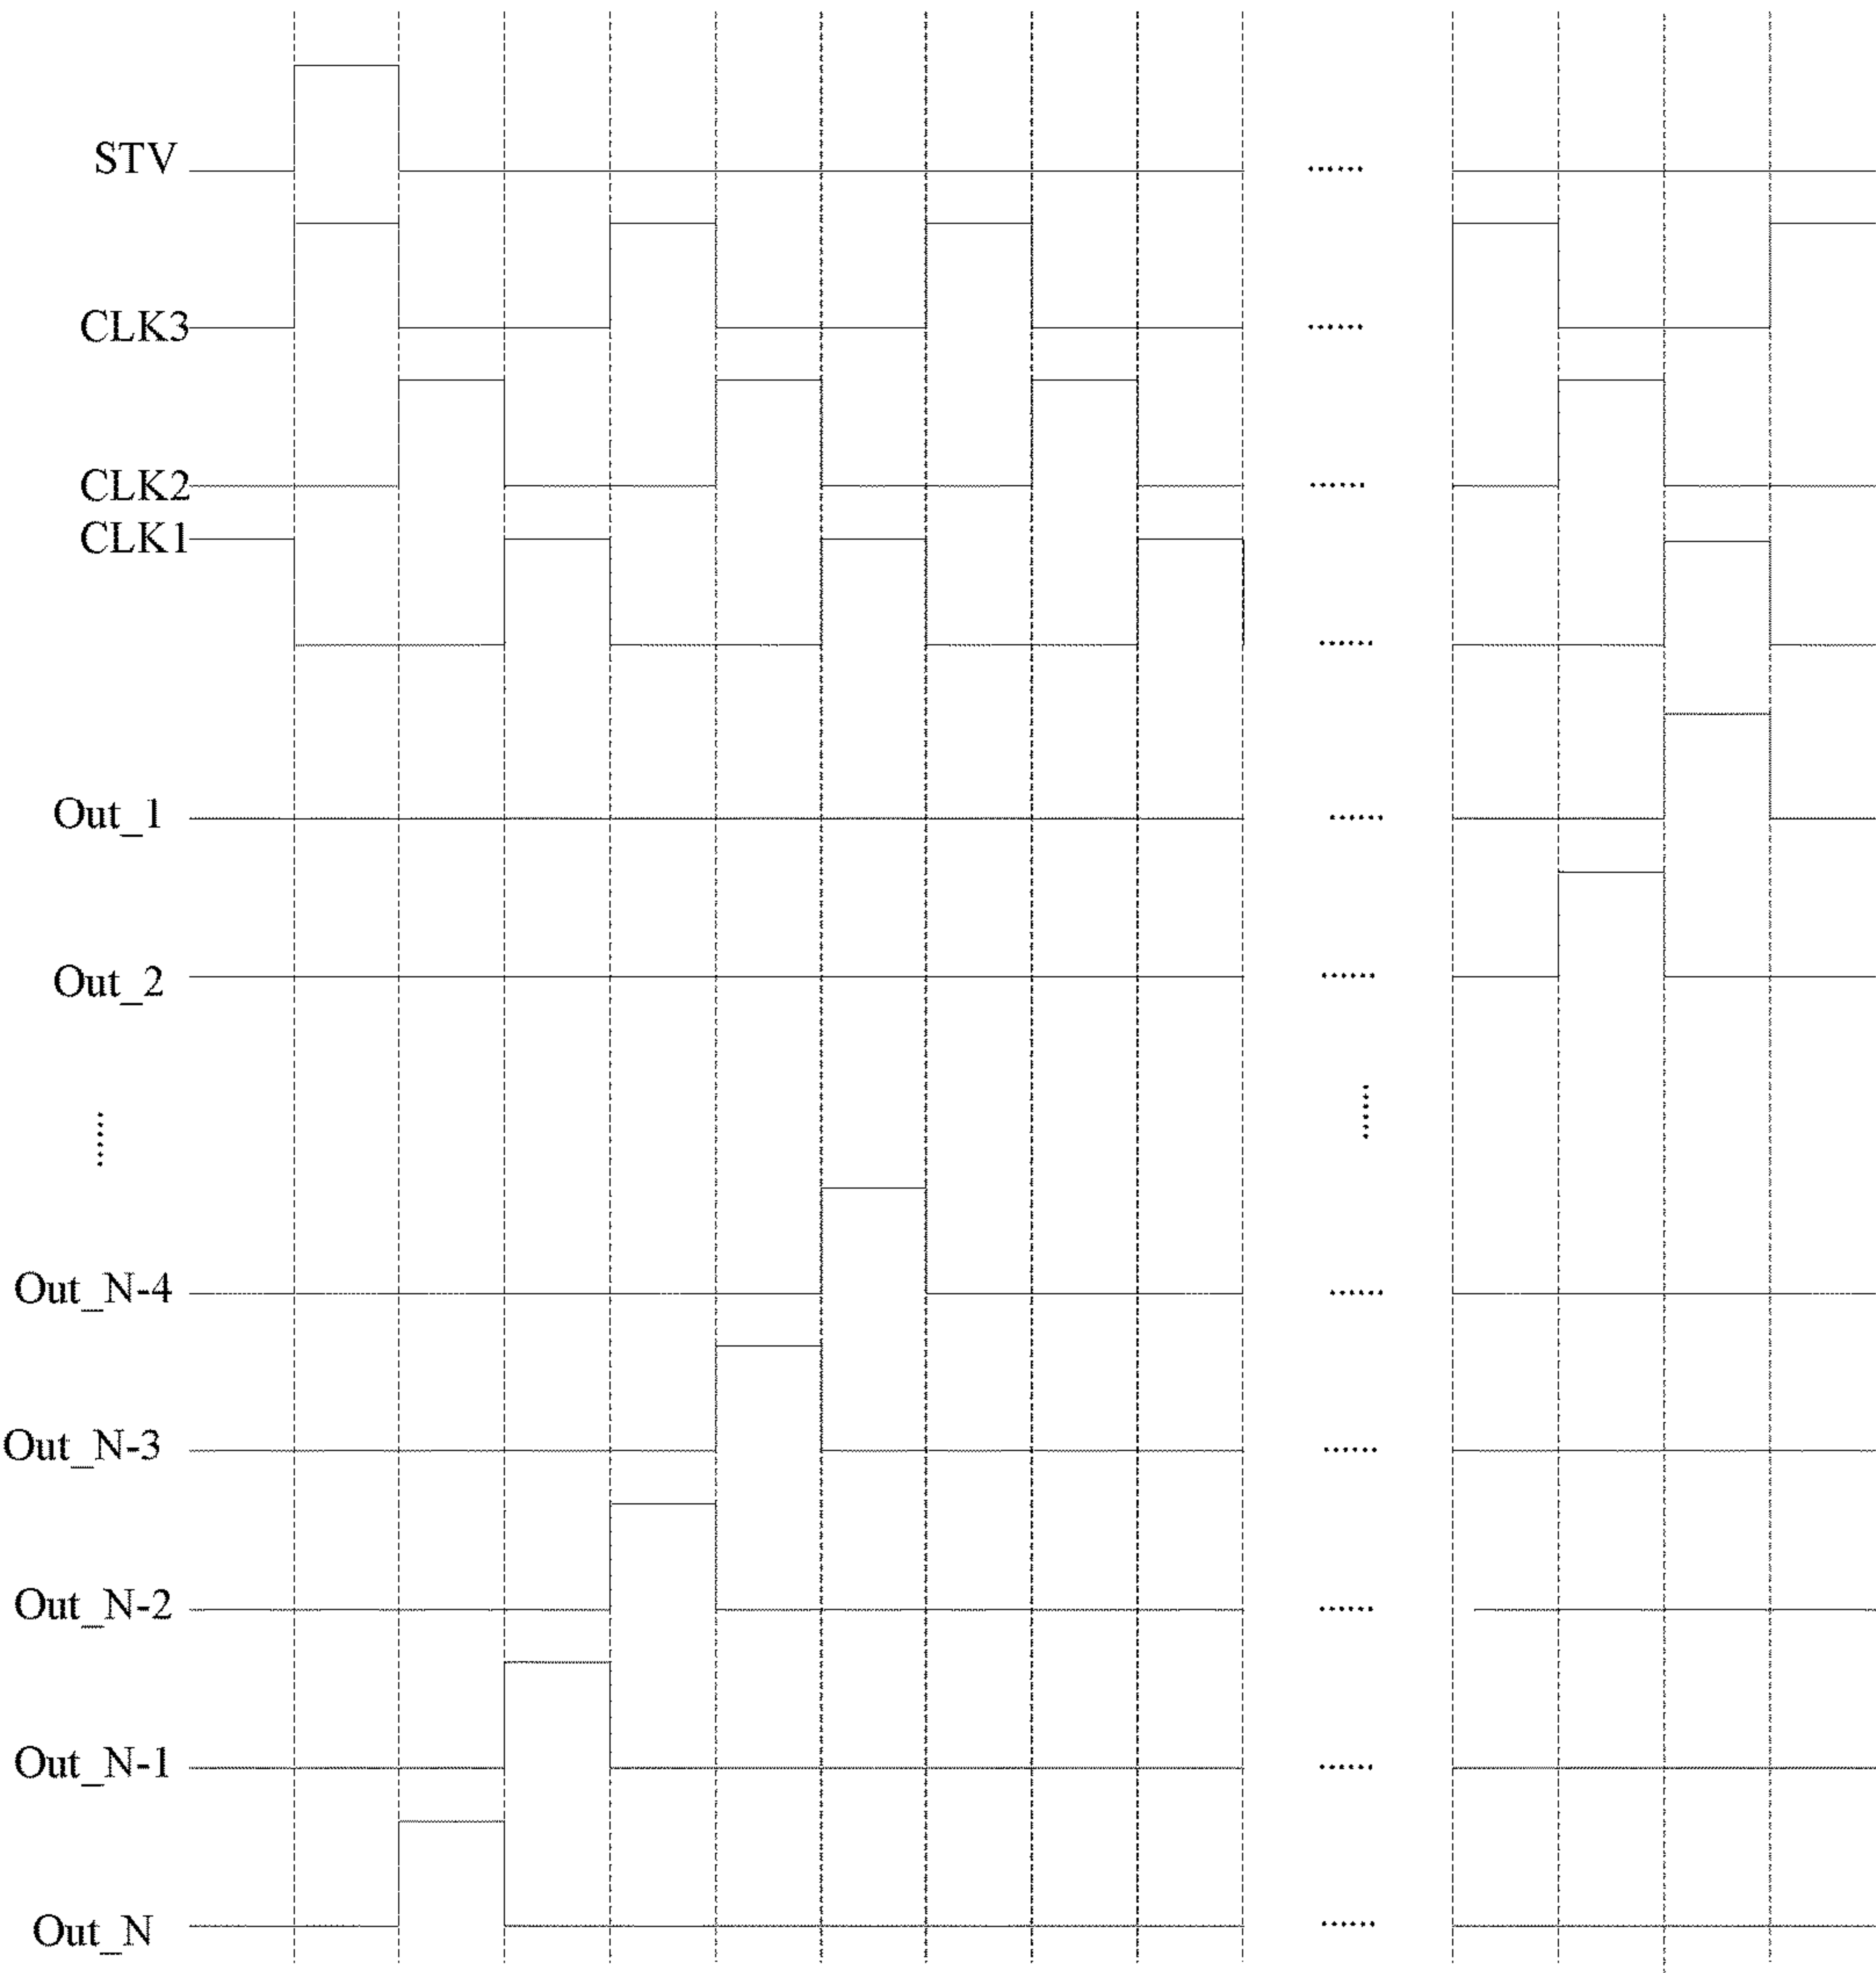 STV ......
CLK3 ......
CLK2 ......
CLK1 ......
Out_1 ......
Out_2 ......
...... ......
Out_N-4 ......
Out_N-3 ......
Out_N-2 ......
Out_N-1 ......
Out_N ......